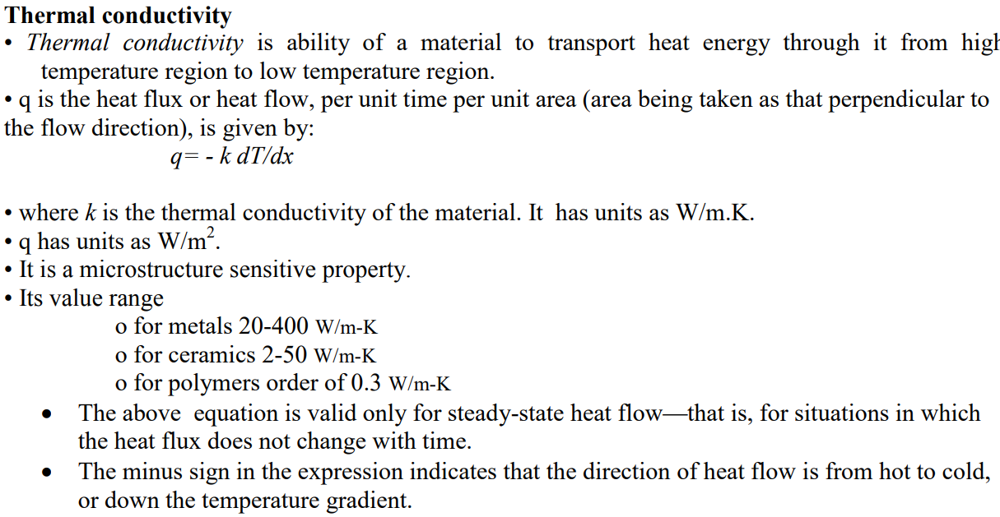 Thermal conductivity
• Thermal conductivity is ability of a material to transport heat energy through it from high
temperature region to low temperature region.
• q is the heat flux or heat flow, per unit time per unit area (area being taken as that perpendicular to
the flow direction), is given by:
q= - k dT/dx
• where k is the thermal conductivity of the material. It has units as W/m.K.
• q has units as W/m².
• It is a microstructure sensitive property.
• Its value range
o for metals 20-400 W/m-K
o for ceramics 2-50 W/m-K
o for polymers order of 0.3 W/m-K
• The above equation is valid only for steady-state heat flow—that is, for situations in which
the heat flux does not change with time.
• The minus sign in the expression indicates that the direction of heat flow is from hot to cold,
or down the temperature gradient.